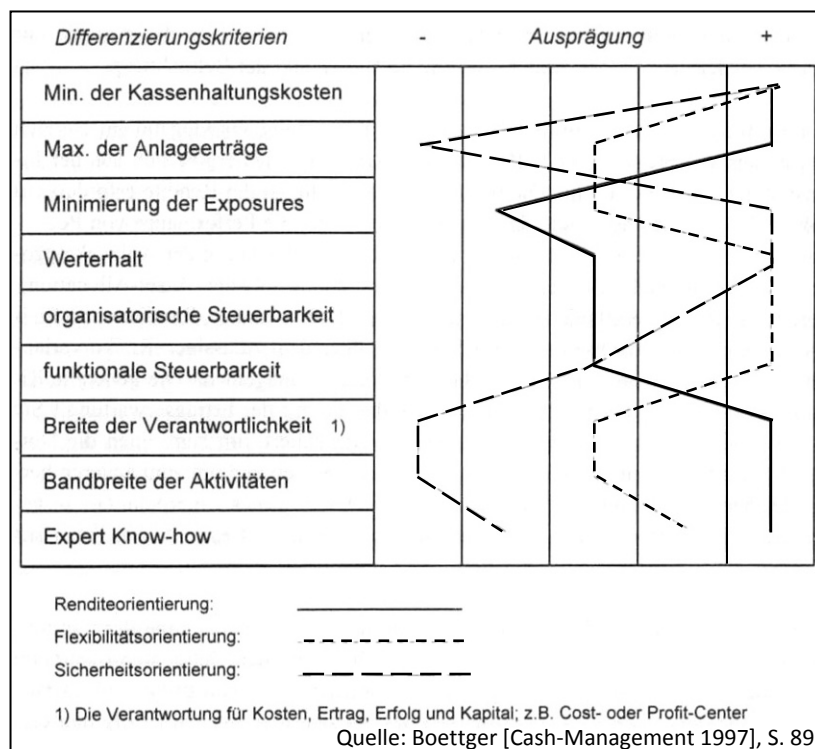 Differenzierungskriterien - Ausprägung +
Min. der Kassenhaltungskosten
Max. der Anlageerträge
Minimierung der Exposures
Werterhalt
organisatorische Steuerbarkeit
funktionale Steuerbarkeit
Breite der Verantwortlichkeit 1)
Bandbreite der Aktivitäten
Expert Know-how
Renditeorientierung:
Flexibilitätsorientierung:
Sicherheitsorientierung:
1) Die Verantwortung für Kosten, Ertrag, Erfolg und Kapital; z.B. Cost- oder Profit-Center
Quelle: Boettger [Cash-Management 1997], S. 89